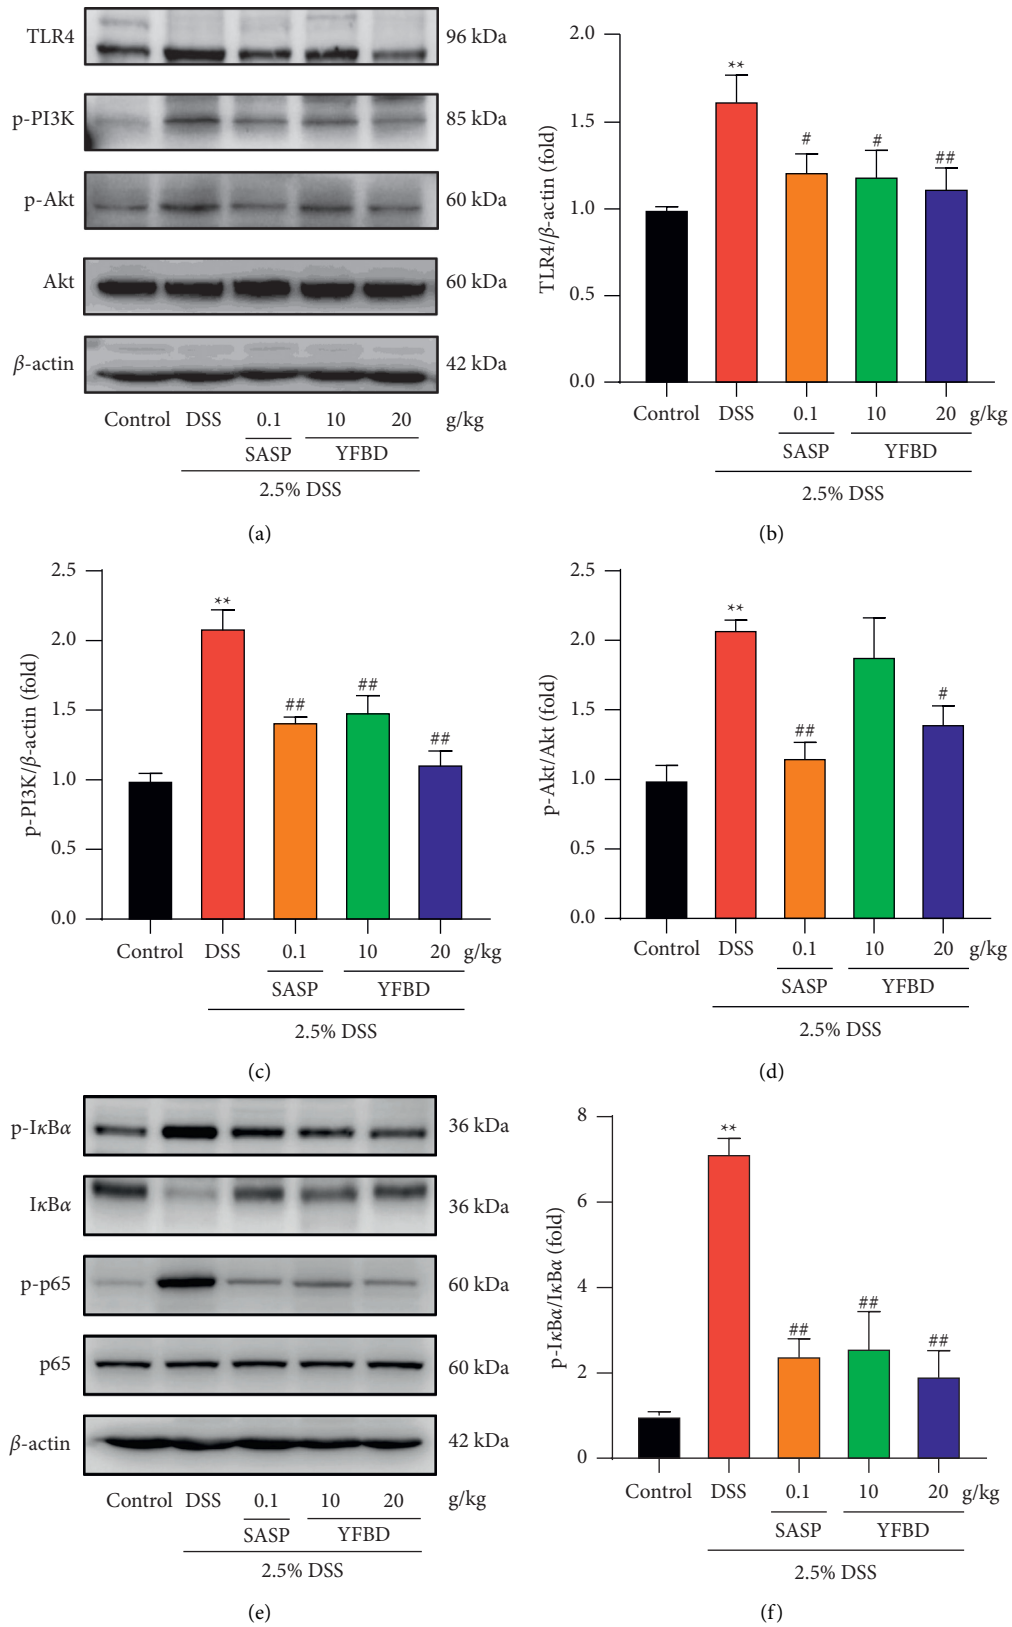 TLR4 96 kDa
p-PI3K 85 kDa
p-Akt 60 kDa
Akt 60 kDa
β-actin 42 kDa
Control DSS 0.1 10 20 g/kg
SASP YFBD
2.5% DSS
(a)
TLR4/β-actin (fold)
2.0
1.5
1.0
0.5
0.0
**
#
#
##
Control DSS 0.1 10 20 g/kg
SASP YFBD
2.5% DSS
(b)
p-PI3K/β-actin (fold)
2.5
2.0
1.5
1.0
0.5
0.0
**
##
##
##
Control DSS 0.1 10 20 g/kg
SASP YFBD
2.5% DSS
(c)
p-Akt/Akt (fold)
2.5
2.0
1.5
1.0
0.5
0.0
**
##
#
Control DSS 0.1 10 20 g/kg
SASP YFBD
2.5% DSS
(d)
p-IκBα 36 kDa
IκBα 36 kDa
p-p65 60 kDa
p65 60 kDa
β-actin 42 kDa
Control DSS 0.1 10 20 g/kg
SASP YFBD
2.5% DSS
(e)
p-IκBα/IκBα (fold)
8
6
4
2
0
**
##
##
##
Control DSS 0.1 10 20 g/kg
SASP YFBD
2.5% DSS
(f)